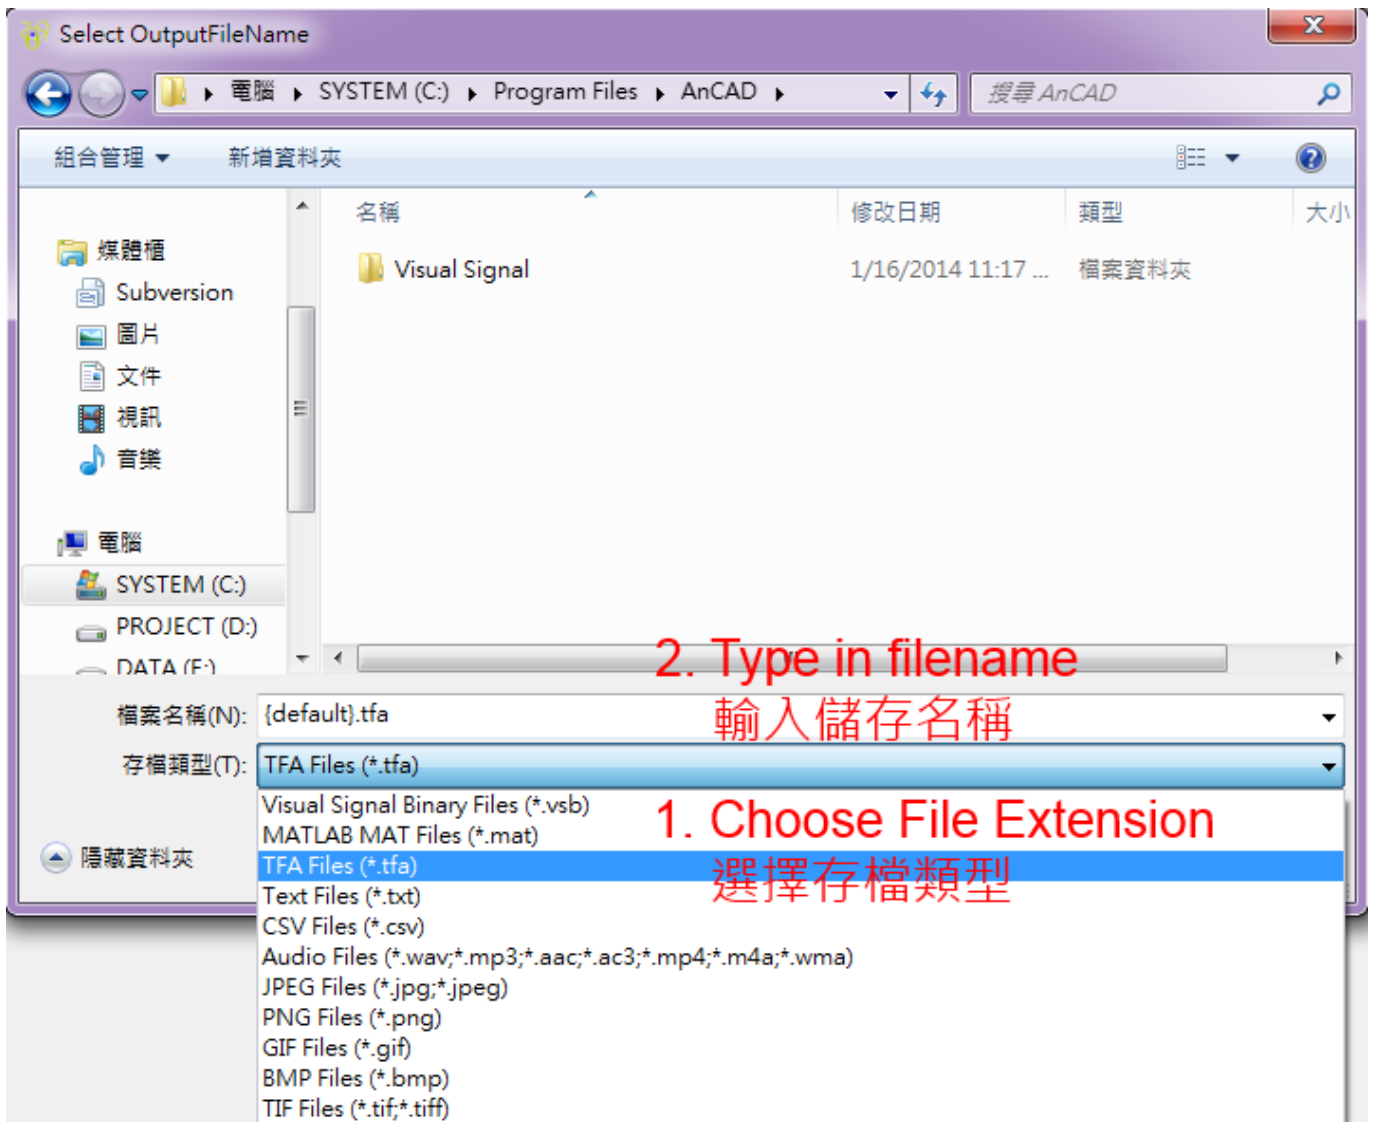 Select OutputFileName
電腦 SYSTEM (C:) Program Files AnCAD 搜尋 AnCAD
組合管理 新增資料夾
名稱 修改日期 類型 大小
媒體櫃
Visual Signal 1/16/2014 11:17 ... 檔案資料夾
Subversion
圖片
文件
視訊
音樂
電腦
SYSTEM (C:)
PROJECT (D:)
DATA (E:)
2. Type in filename
輸入儲存名稱
檔案名稱(N): {default}.tfa
存檔類型(T): TFA Files (*.tfa)
1. Choose File Extension
選擇存檔類型
隱藏資料夾
Visual Signal Binary Files (*.vsb)
MATLAB MAT Files (*.mat)
TFA Files (*.tfa)
Text Files (*.txt)
CSV Files (*.csv)
Audio Files (*.wav;*.mp3;*.aac;*.ac3;*.mp4;*.m4a;*.wma)
JPEG Files (*.jpg;*.jpeg)
PNG Files (*.png)
GIF Files (*.gif)
BMP Files (*.bmp)
TIF Files (*.tif;*.tiff)